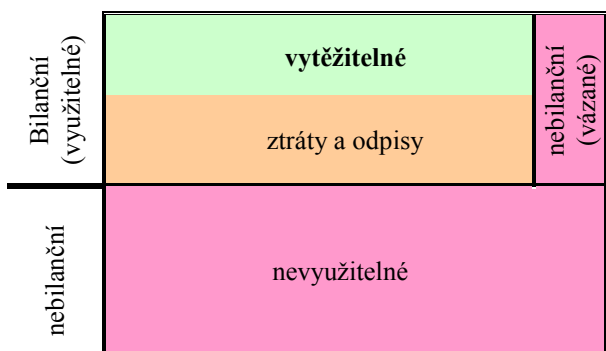 Bilanční
(využitelné)
vytěžitelné
ztráty a odpisy
nebilanční
(vázané)
nebilanční
nevyužitelné